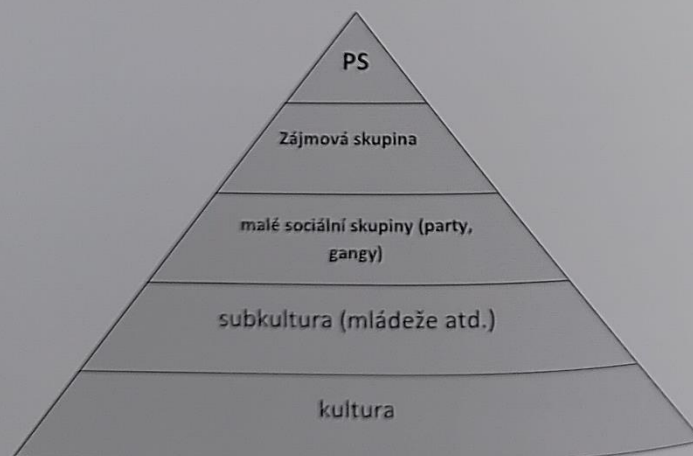 PS
Zájmová skupina
malé sociální skupiny (party,
gangy)
subkultura (mládeže atd.)
kultura